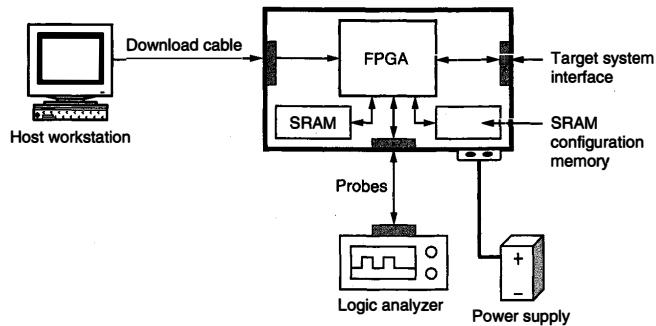 Download cable
FPGA
Target system
interface
SRAM
SRAM
configuration
memory
Host workstation
Probes
+
−
Logic analyzer
Power supply